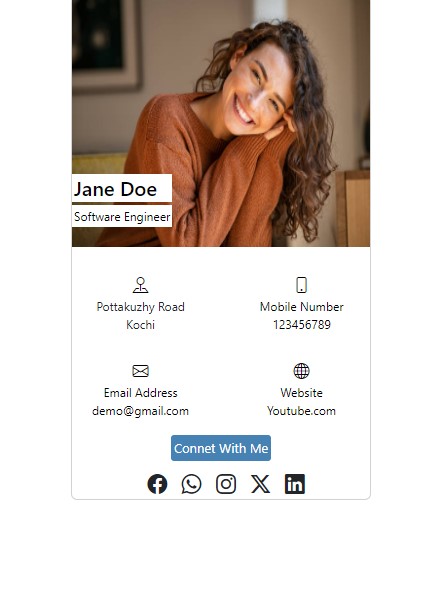 Jane Doe
Software Engineer
Pottakuzhy Road
Kochi
Mobile Number
123456789
Email Address
demo@gmail.com
Website
Youtube.com
Connet With Me